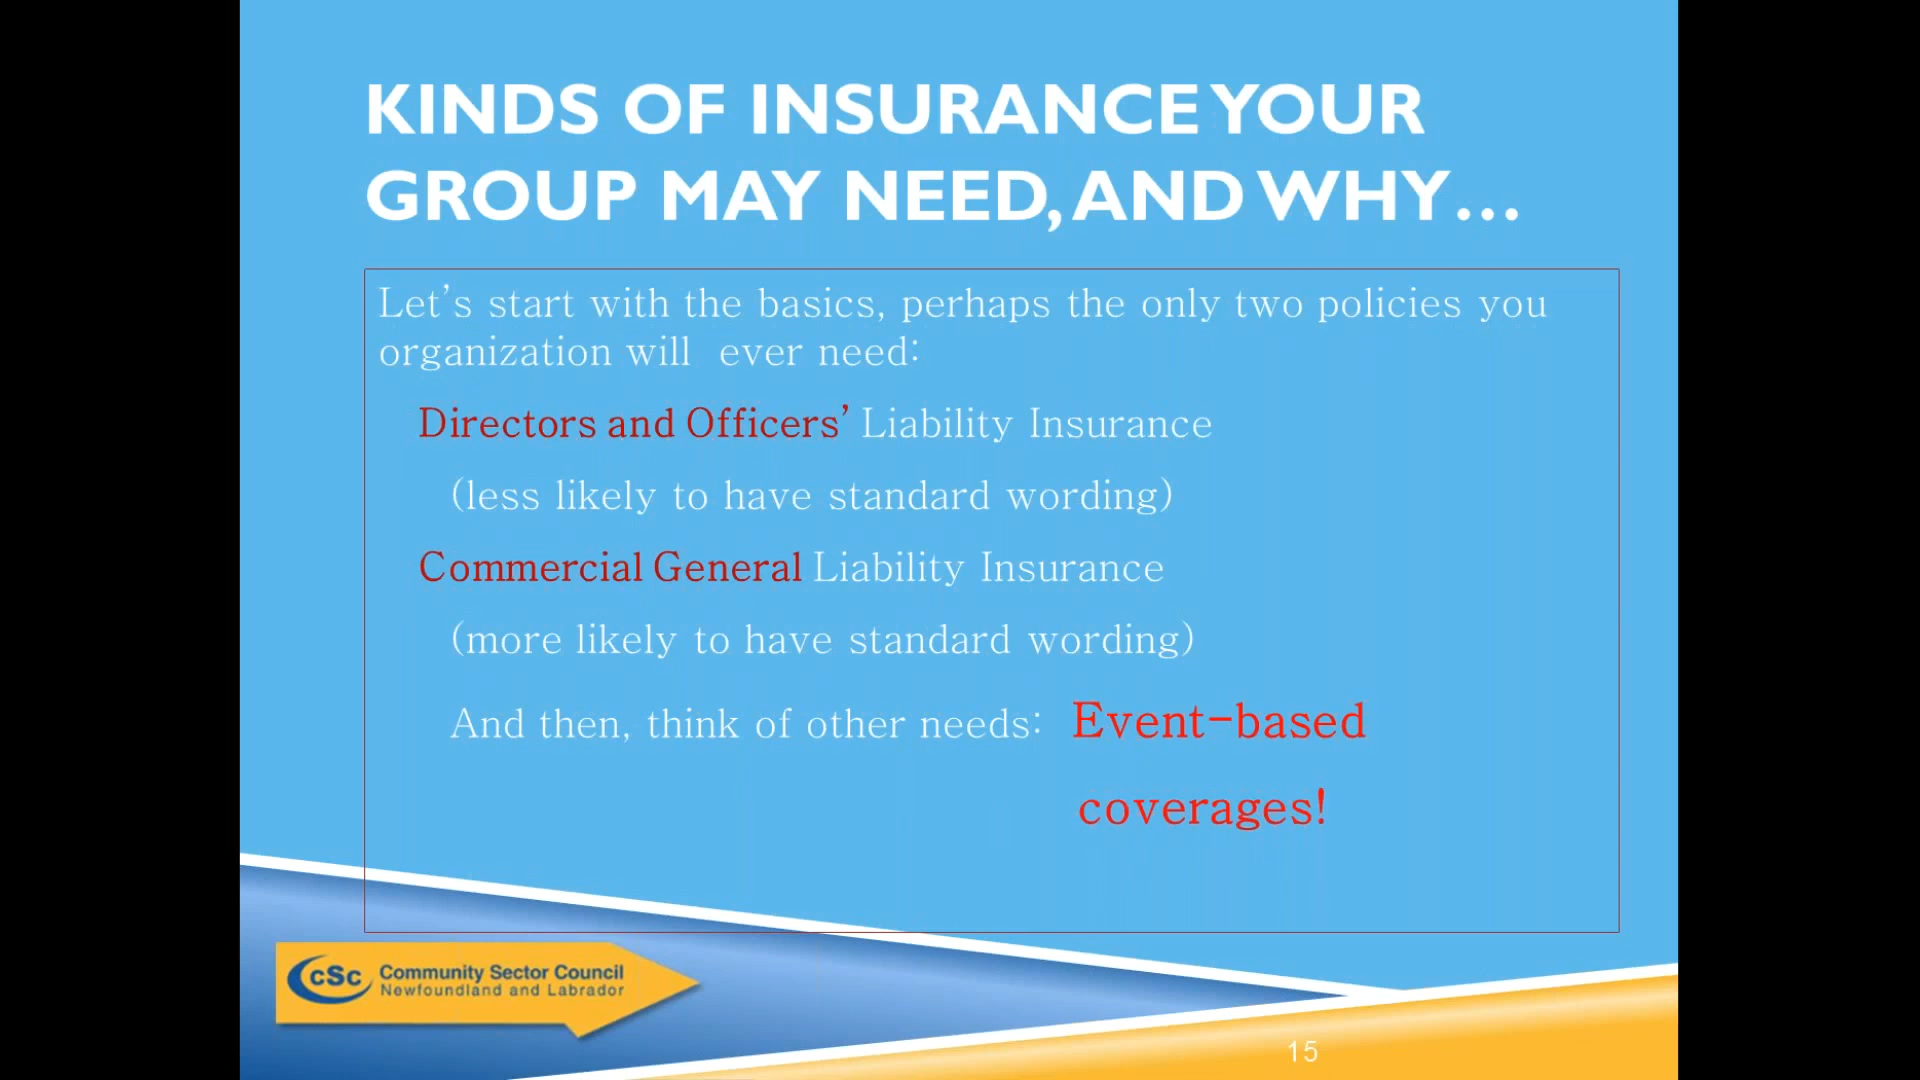 KINDS OF INSURANCE YOUR
GROUP MAY NEED, AND WHY…
Let’s start with the basics, perhaps the only two policies you
organization will ever need:
Directors and Officers’ Liability Insurance
(less likely to have standard wording)
Commercial General Liability Insurance
(more likely to have standard wording)
And then, think of other needs: Event-based
coverages!
cSc Community Sector Council
Newfoundland and Labrador
15